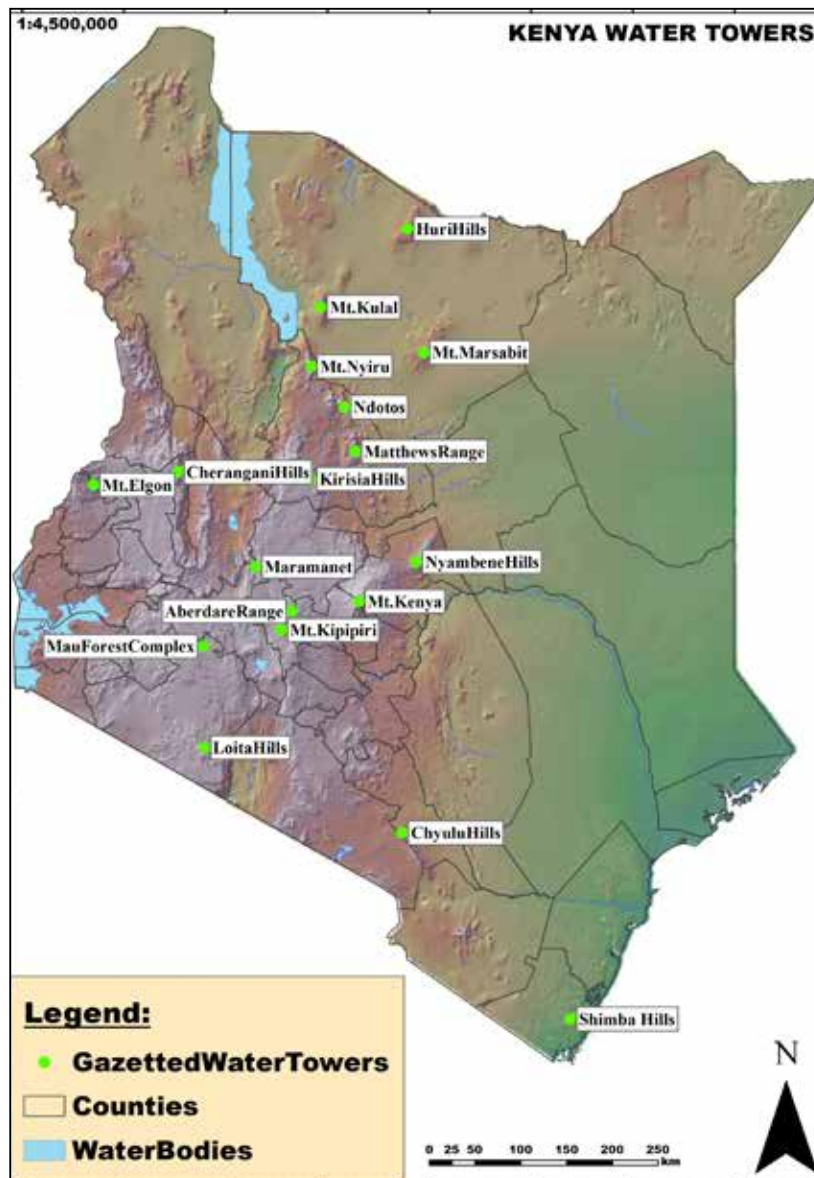 1:4,500,000
KENYA WATER TOWERS
HuriHills
Mt.Kulal
Mt.Marsabit
Mt.Nyiru
Ndotos
MatthewsRange
CheranganiHills
KirisiaHills
Mt.Elgon
NyambeneHills
Maramanet
Mt.Kenya
AberdareRange
Mt.Kipipiri
MauForestComplex
LoitaHills
ChyuluHills
Shimba Hills
Legend:
GazettedWaterTowers
Counties
WaterBodies
N
0 25 50 100 150 200 250
km